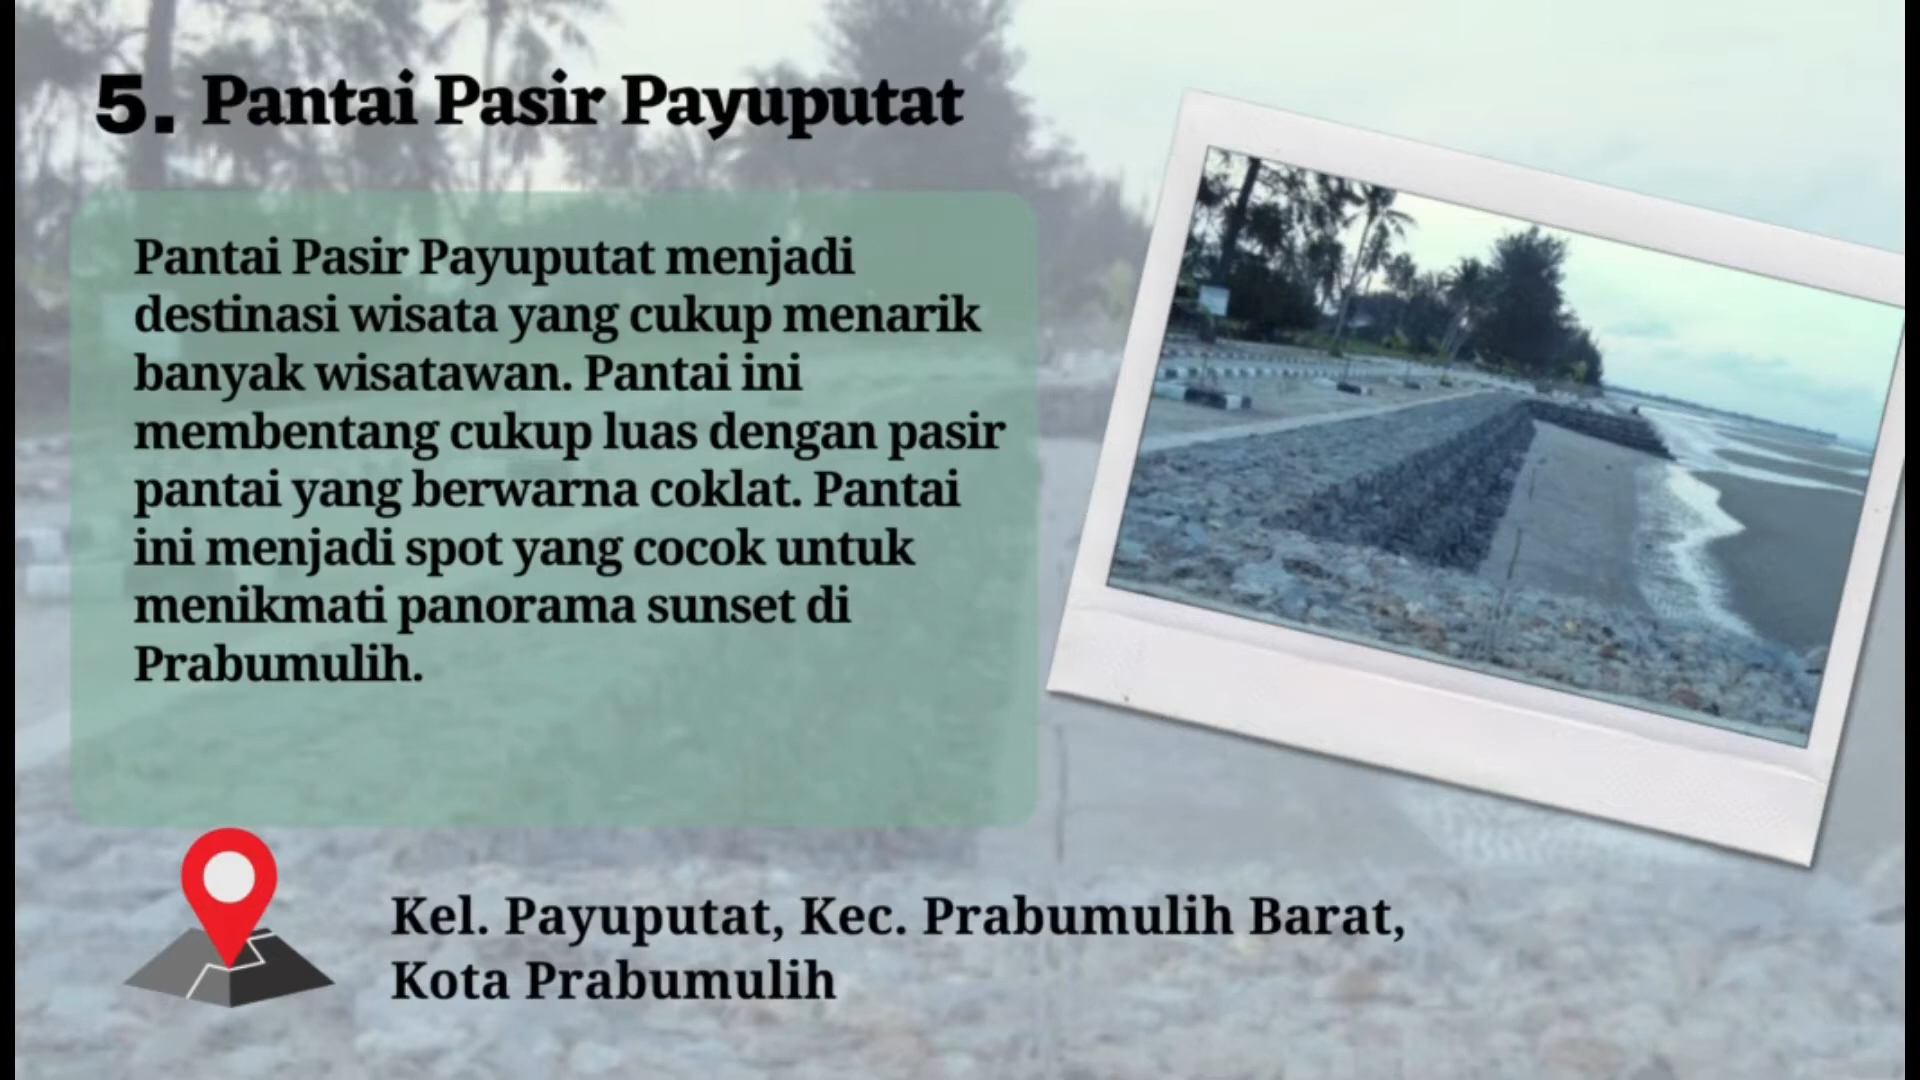 5. Pantai Pasir Payuputat
Pantai Pasir Payuputat menjadi
destinasi wisata yang cukup menarik
banyak wisatawan. Pantai ini
membentang cukup luas dengan pasir
pantai yang berwarna coklat. Pantai
ini menjadi spot yang cocok untuk
menikmati panorama sunset di
Prabumulih.
Kel. Payuputat, Kec. Prabumulih Barat,
Kota Prabumulih